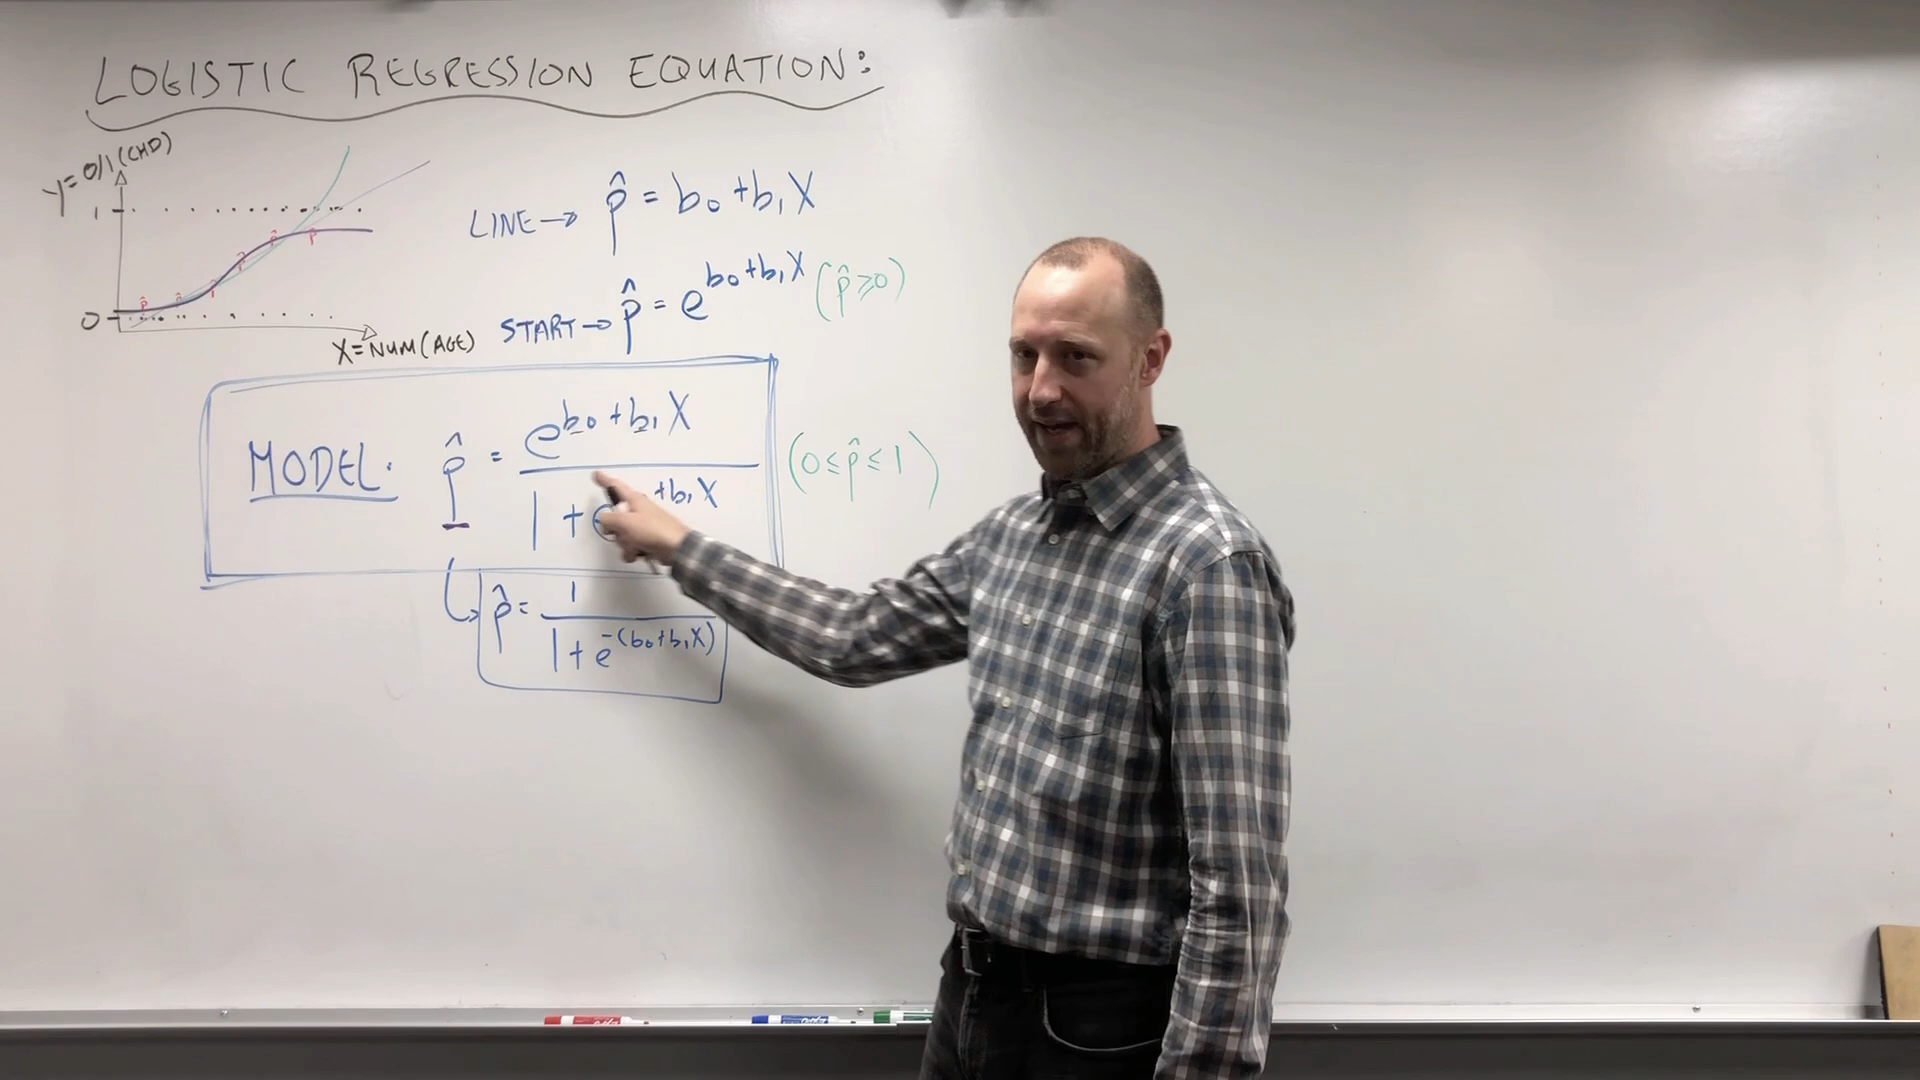 LOGISTIC REGRESSION EQUATION:
Y=0/1 (CHD)
1
p̂ p̂ p̂ p̂ p̂ p̂
0
X=NUM(AGE)
LINE → p̂ = b₀ + b₁X
START → p̂ = e^(b₀+b₁X) (p̂ ≥ 0)
MODEL. p̂ = e^(b₀+b₁X)
1 + e +b₁X
(0 ≤ p̂ ≤ 1)
p̂ = 1
1 + e^-(b₀+b₁X)